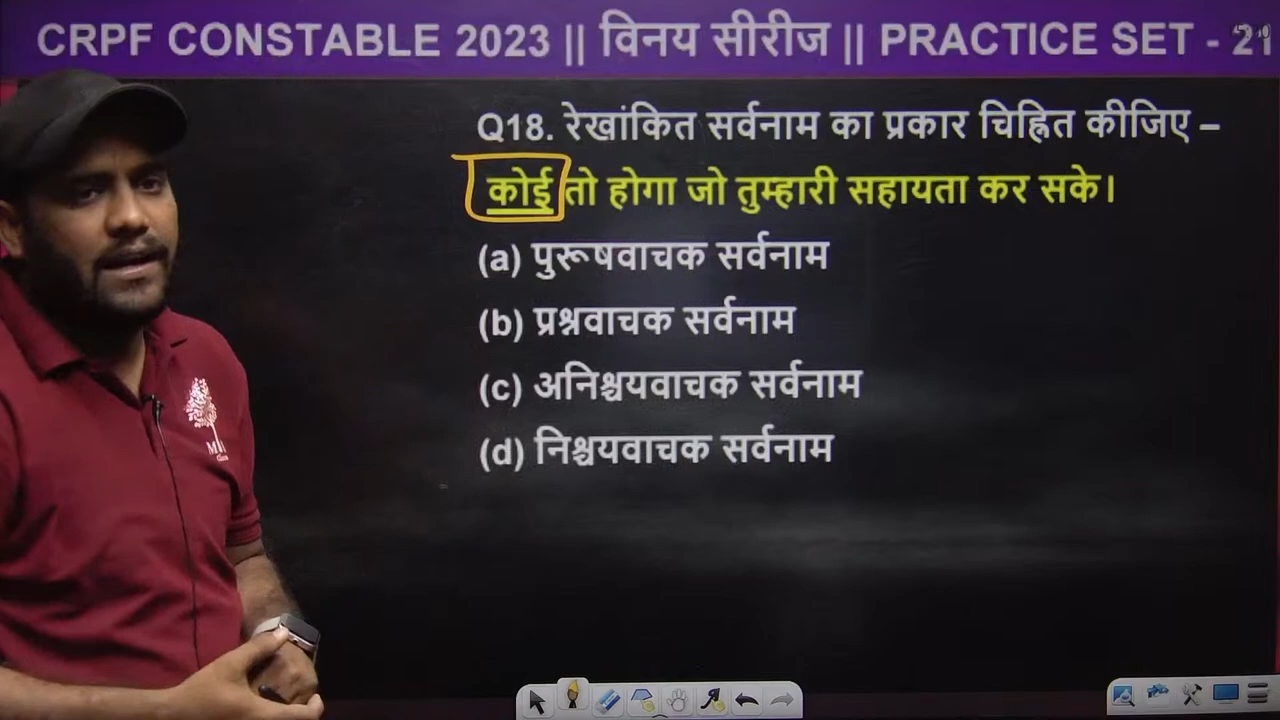 CRPF CONSTABLE 2023 || विनय सीरीज || PRACTICE SET - 21
Q18. रेखांकित सर्वनाम का प्रकार चिह्नित कीजिए –
कोई तो होगा जो तुम्हारी सहायता कर सके।
(a) पुरूषवाचक सर्वनाम
(b) प्रश्नवाचक सर्वनाम
(c) अनिश्चयवाचक सर्वनाम
(d) निश्चयवाचक सर्वनाम